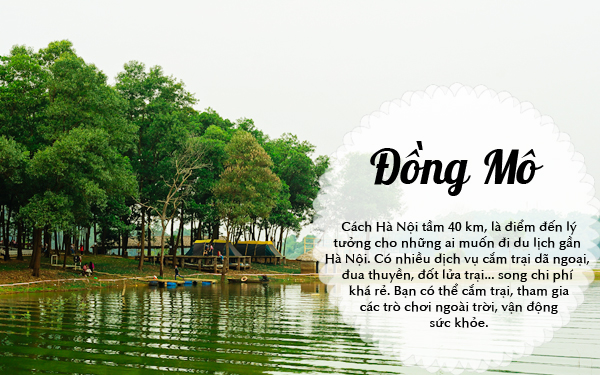 Đồng Mô
Cách Hà Nội tầm 40 km, là điểm đến lý
tưởng cho những ai muốn đi du lịch gần
Hà Nội. Có nhiều dịch vụ cắm trại dã ngoại,
đua thuyền, đốt lửa trại... song chi phí
khá rẻ. Bạn có thể cắm trại, tham gia
các trò chơi ngoài trời, vận động
sức khỏe.